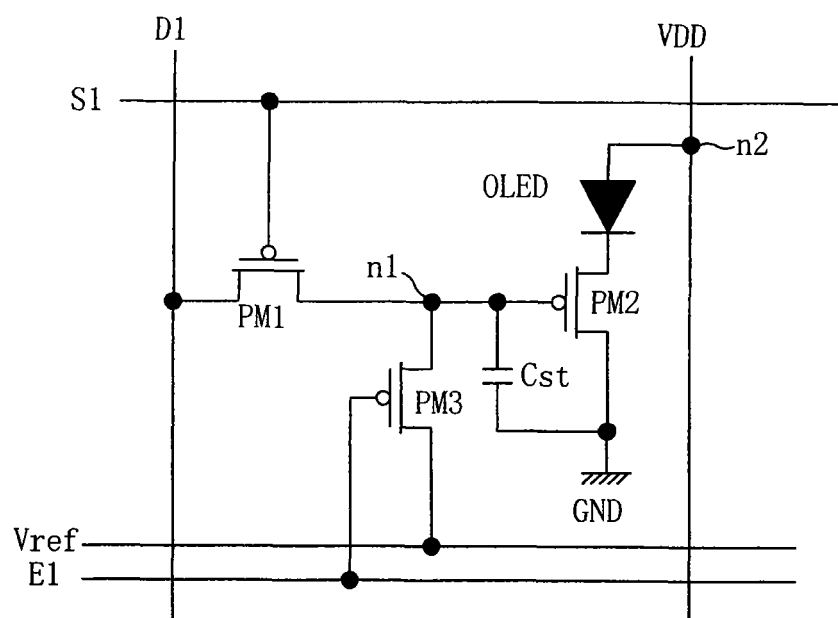 D1
VDD
S1
n2
OLED
n1
PM1
PM2
Cst
PM3
GND
Vref
E1